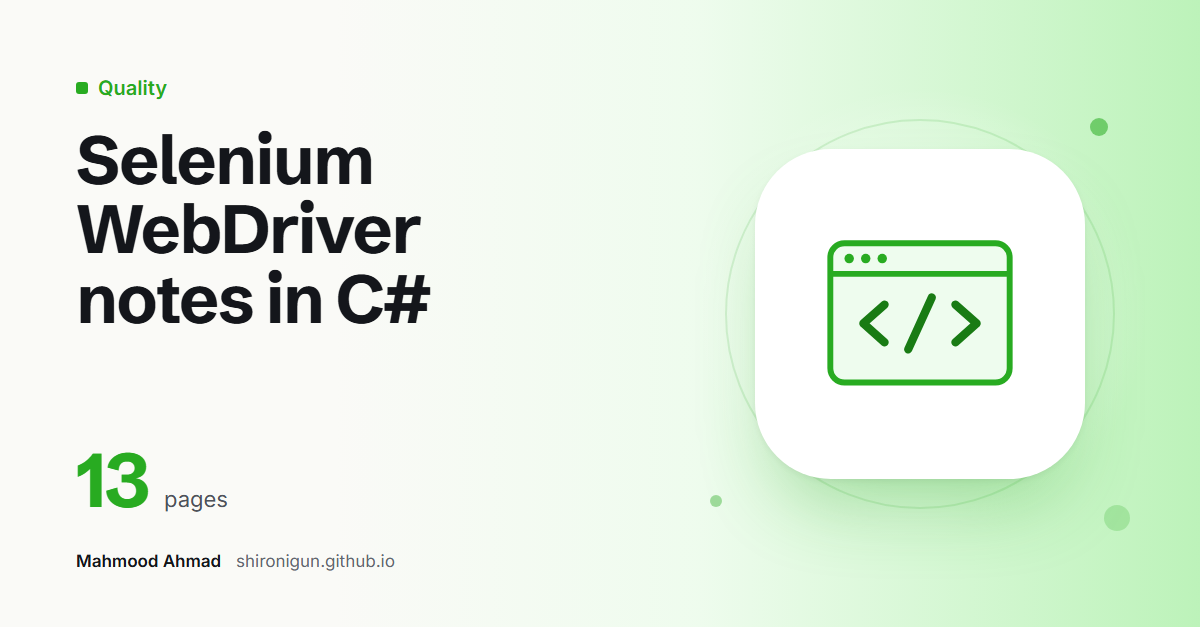 Quality
Selenium
WebDriver
notes in C#
13 pages
Mahmood Ahmad shironigun.github.io